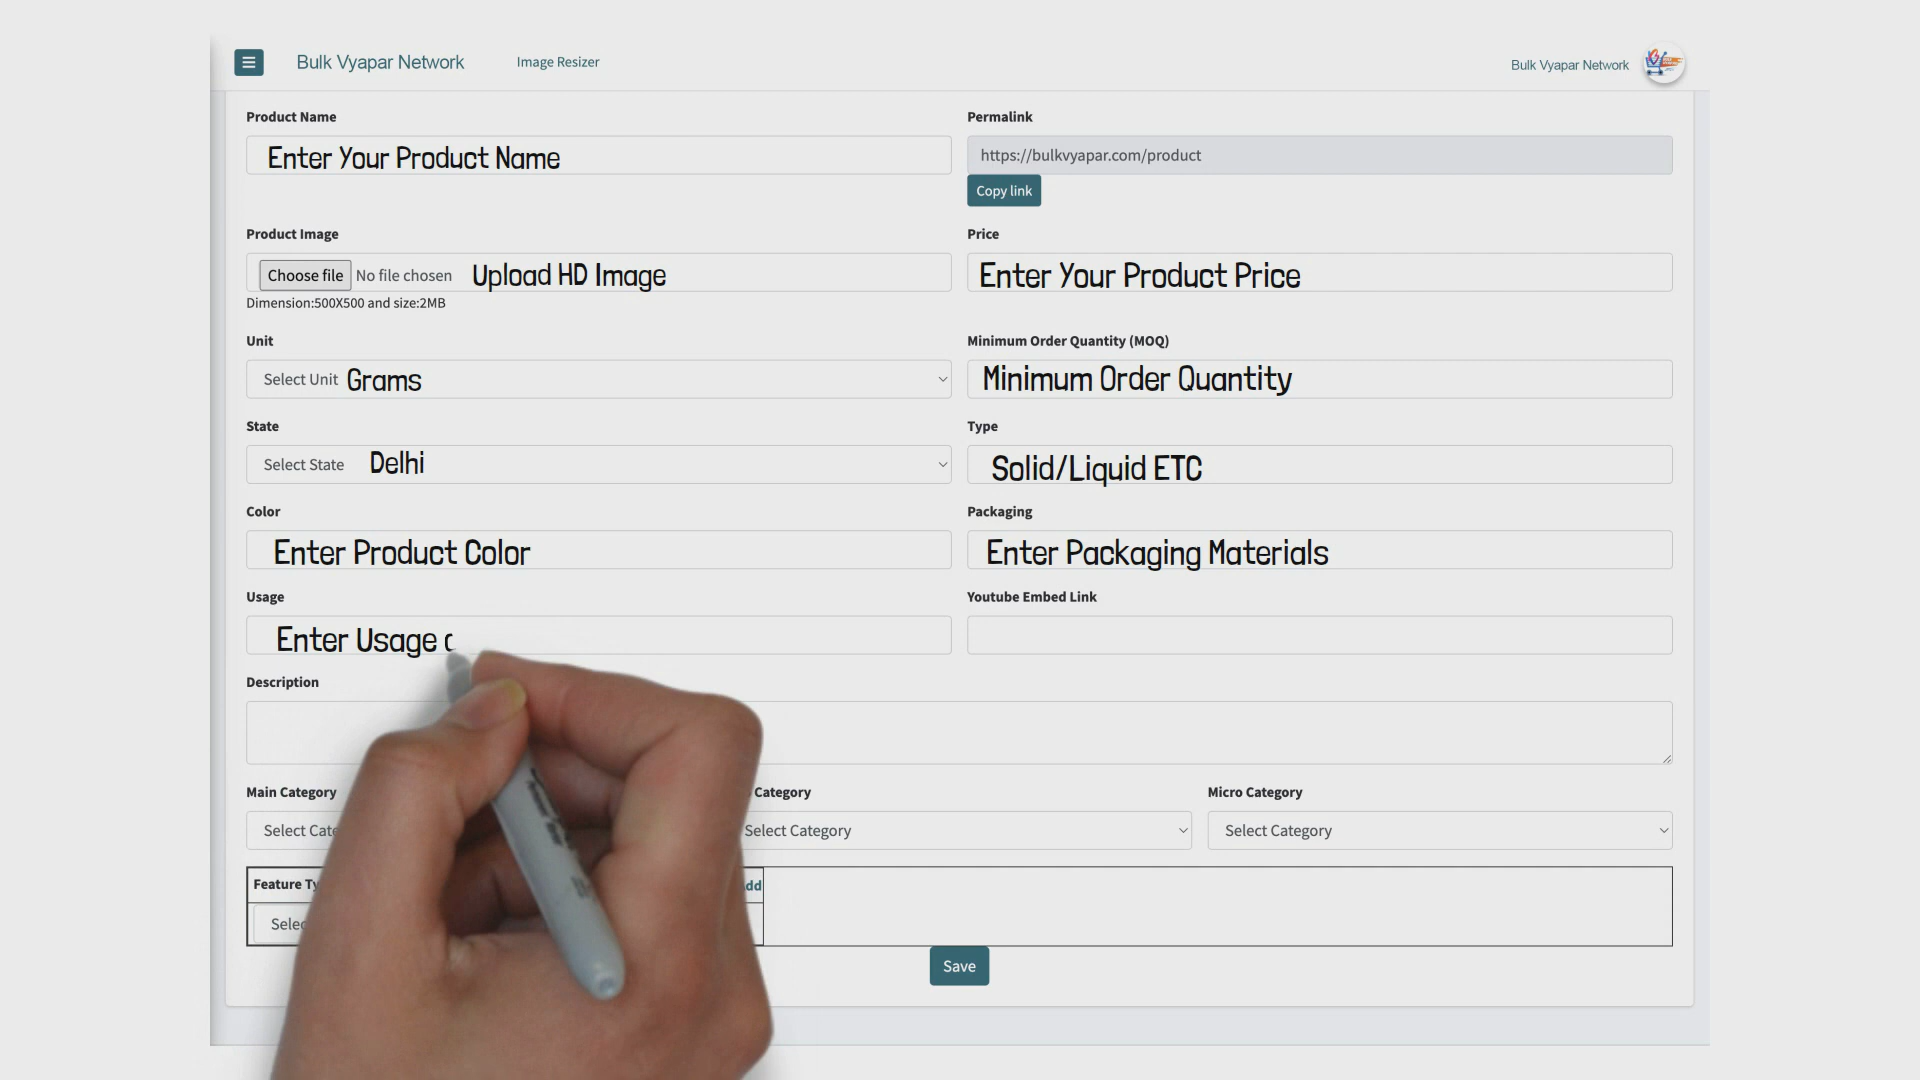 Bulk Vyapar Network
Image Resizer
Bulk Vyapar Network
Product Name
Enter Your Product Name
Permalink
https://bulkvyapar.com/product
Copy link
Product Image
Choose file No file chosen Upload HD Image
Dimension:500X500 and size:2MB
Price
Enter Your Product Price
Unit
Select Unit Grams
Minimum Order Quantity (MOQ)
Minimum Order Quantity
State
Select State Delhi
Type
Solid/Liquid ETC
Color
Enter Product Color
Packaging
Enter Packaging Materials
Usage
Enter Usage
Youtube Embed Link
Description
Main Category
Select
Category
Select Category
Micro Category
Select Category
Feature
Save